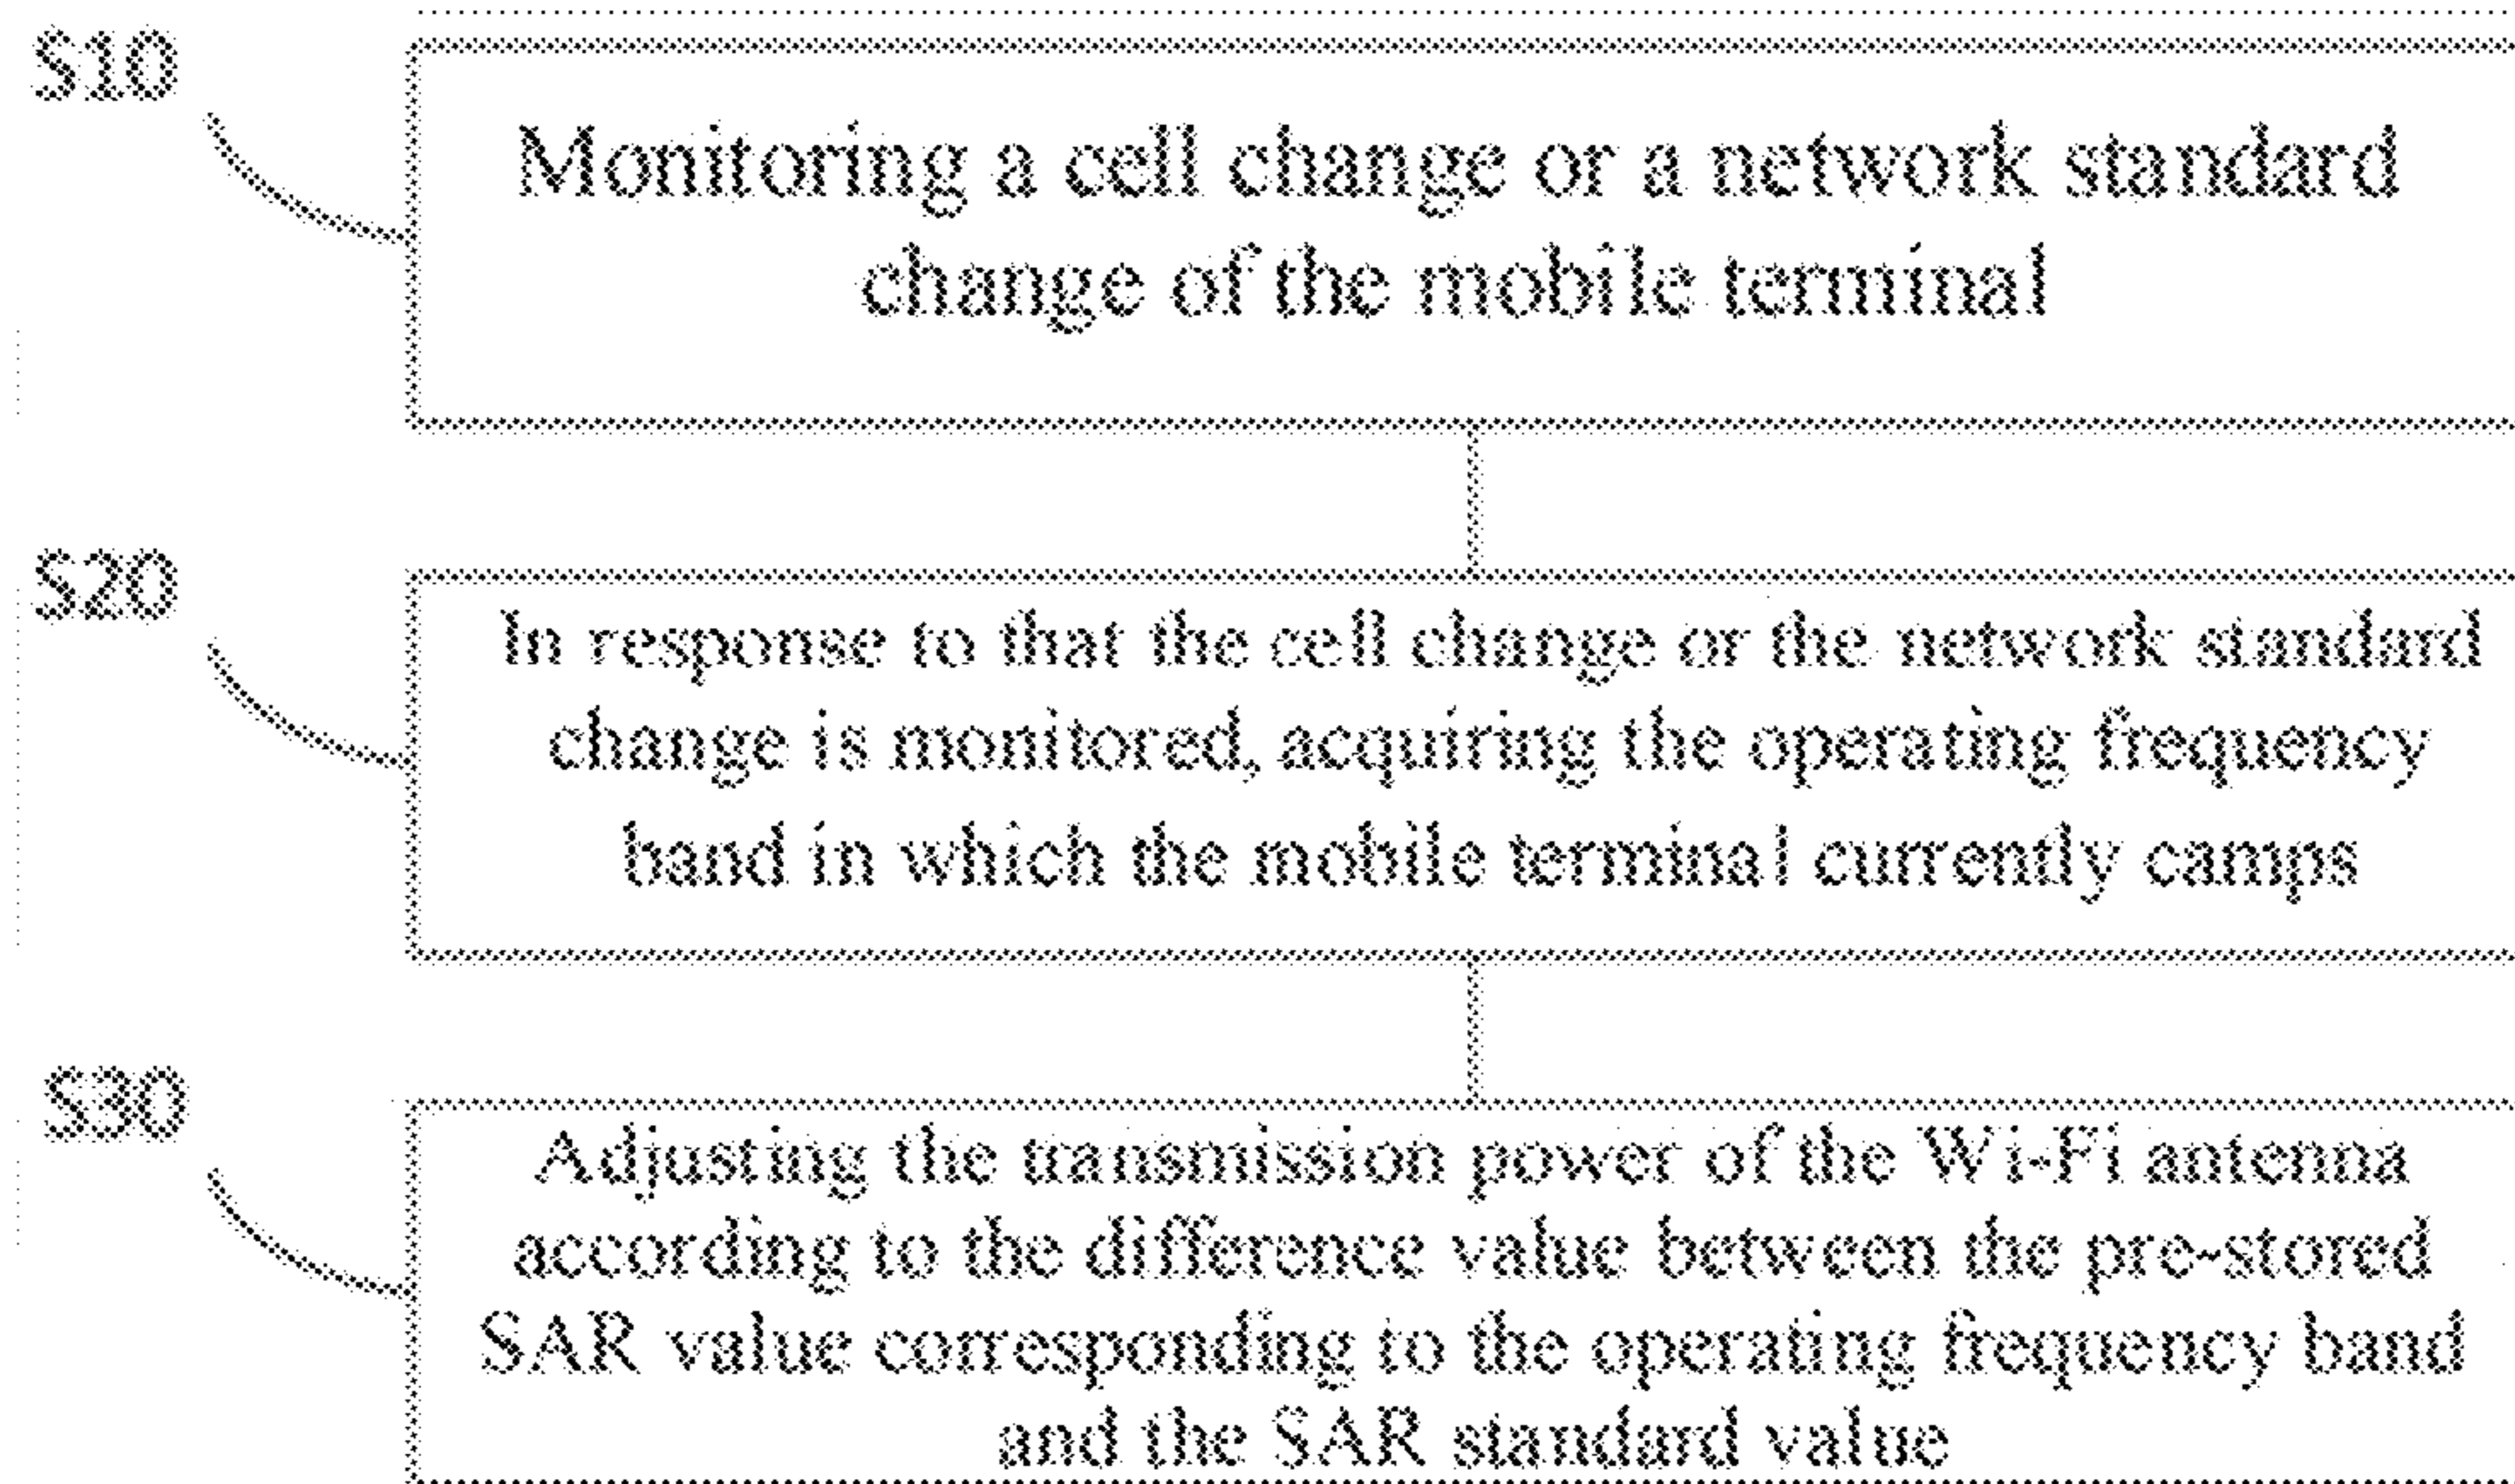 S10
Monitoring a cell change or a network standard
change of the mobile terminal
S20
In response to that the cell change or the network standard
change is monitored, acquiring the operating frequency
band in which the mobile terminal currently camps
S30
Adjusting the transmission power of the Wi-Fi antenna
according to the difference value between the pre-stored
SAR value corresponding to the operating frequency band
and the SAR standard value